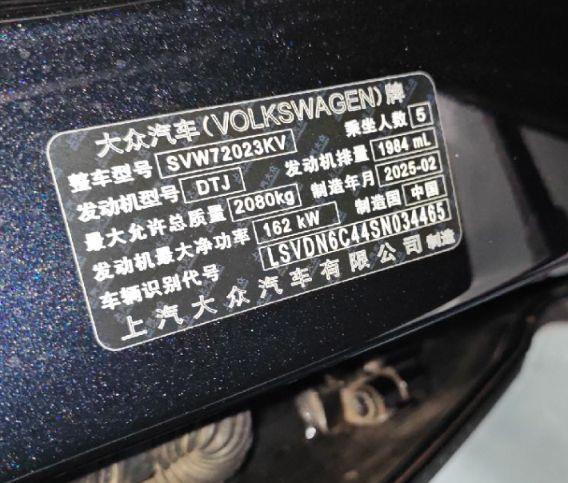 大众汽车(VOLKSWAGEN)牌
整车型号 SVW72023KV 乘坐人数 5
发动机型号 DTJ 发动机排量 1984 mL
最大允许总质量 2080kg 制造年月 2025-02
发动机最大净功率 162 kW 制造国 中国
车辆识别代号 LSVDN6C44SN034465
上汽大众汽车有限公司 制造